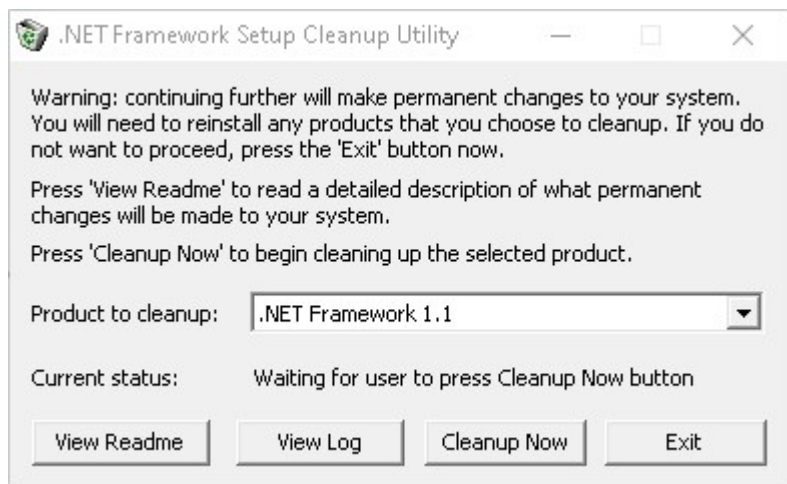 .NET Framework Setup Cleanup Utility
Warning: continuing further will make permanent changes to your system.
You will need to reinstall any products that you choose to cleanup. If you do
not want to proceed, press the 'Exit' button now.
Press 'View Readme' to read a detailed description of what permanent
changes will be made to your system.
Press 'Cleanup Now' to begin cleaning up the selected product.
Product to cleanup: .NET Framework 1.1
Current status: Waiting for user to press Cleanup Now button
View Readme View Log Cleanup Now Exit